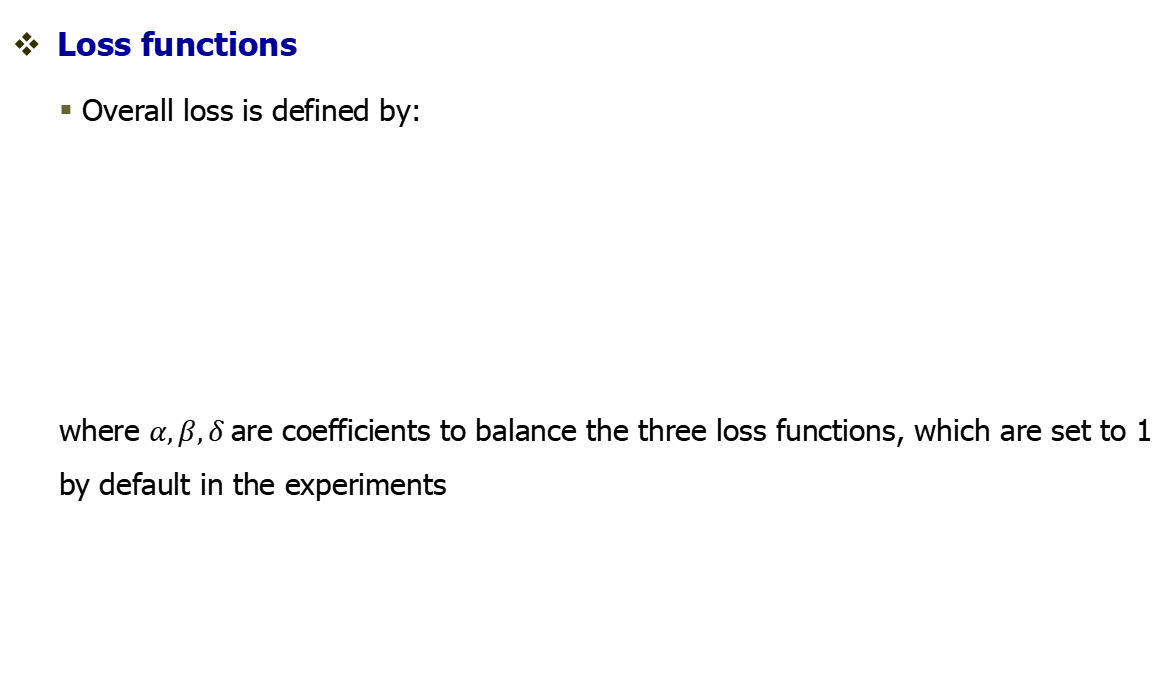 ❖ Loss functions
▪ Overall loss is defined by:
where α, β, δ are coefficients to balance the three loss functions, which are set to 1
by default in the experiments